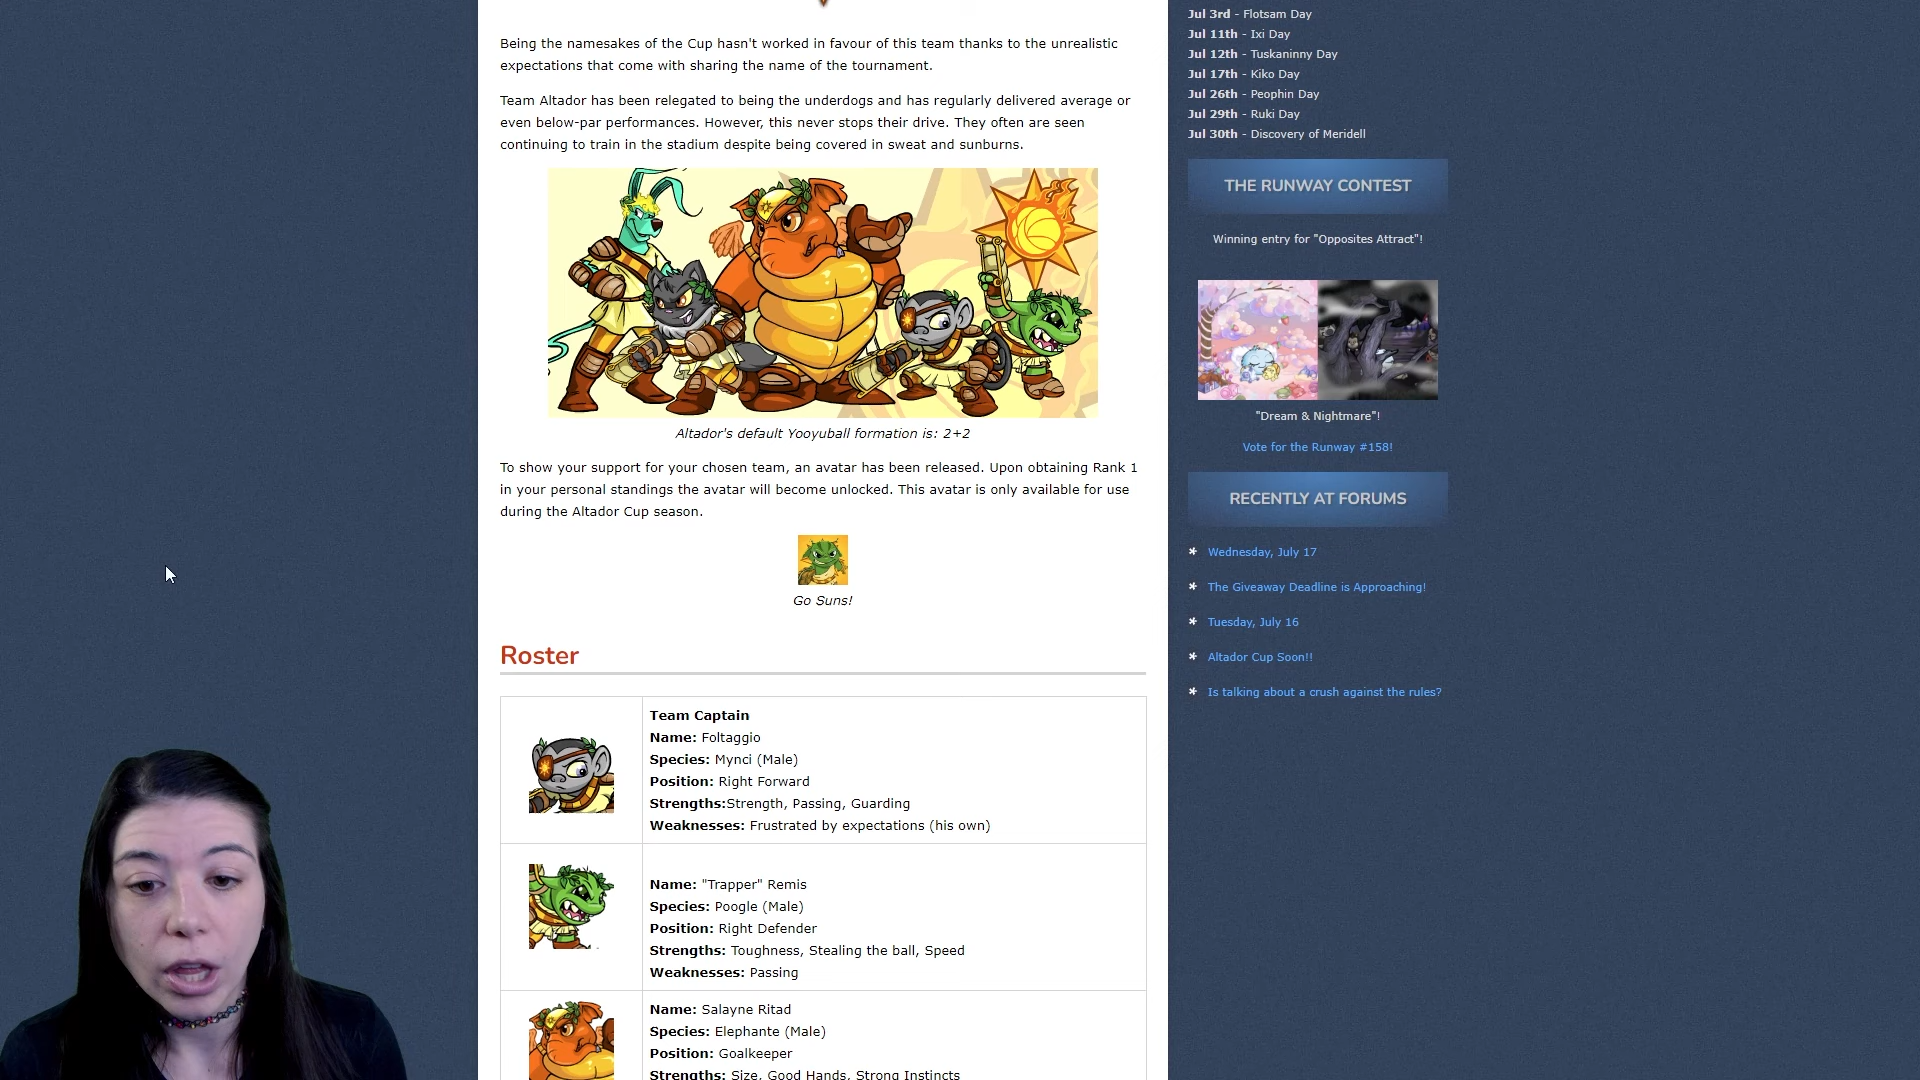 Being the namesakes of the Cup hasn't worked in favour of this team thanks to the unrealistic
expectations that come with sharing the name of the tournament.
Team Altador has been relegated to being the underdogs and has regularly delivered average or
even below-par performances. However, this never stops their drive. They often are seen
continuing to train in the stadium despite being covered in sweat and sunburns.
Altador's default Yooyuball formation is: 2+2
To show your support for your chosen team, an avatar has been released. Upon obtaining Rank 1
in your personal standings the avatar will become unlocked. This avatar is only available for use
during the Altador Cup season.
Go Suns!
Roster
Team Captain
Name: Foltaggio
Species: Mynci (Male)
Position: Right Forward
Strengths:Strength, Passing, Guarding
Weaknesses: Frustrated by expectations (his own)
Name: "Trapper" Remis
Species: Poogle (Male)
Position: Right Defender
Strengths: Toughness, Stealing the ball, Speed
Weaknesses: Passing
Name: Salayne Ritad
Species: Elephante (Male)
Position: Goalkeeper
Strengths: Size, Good Hands, Strong Instincts
Jul 3rd - Flotsam Day
Jul 11th - Ixi Day
Jul 12th - Tuskaninny Day
Jul 17th - Kiko Day
Jul 26th - Peophin Day
Jul 29th - Ruki Day
Jul 30th - Discovery of Meridell
THE RUNWAY CONTEST
Winning entry for "Opposites Attract"!
"Dream & Nightmare"!
Vote for the Runway #158!
RECENTLY AT FORUMS
* Wednesday, July 17
* The Giveaway Deadline is Approaching!
* Tuesday, July 16
* Altador Cup Soon!!
* Is talking about a crush against the rules?